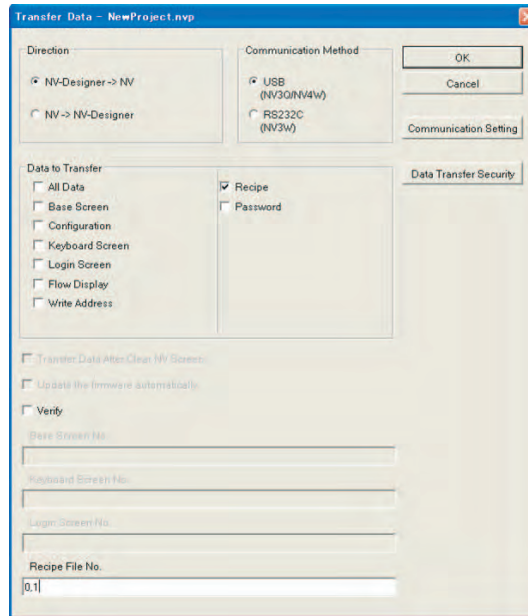 Transfer Data - NewProject.nvp
Direction
NV-Designer -> NV
NV -> NV-Designer
Communication Method
USB
(NV3Q/NV4W)
RS232C
(NV3W)
OK
Cancel
Communication Setting
Data Transfer Security
Data to Transfer
All Data
Base Screen
Configuration
Keyboard Screen
Login Screen
Flow Display
Write Address
Recipe
Password
Transfer Data After Clear NV Screen
Update the firmware automatically
Verify
Base Screen No.
Keyboard Screen No.
Login Screen No.
Recipe File No.
0,1